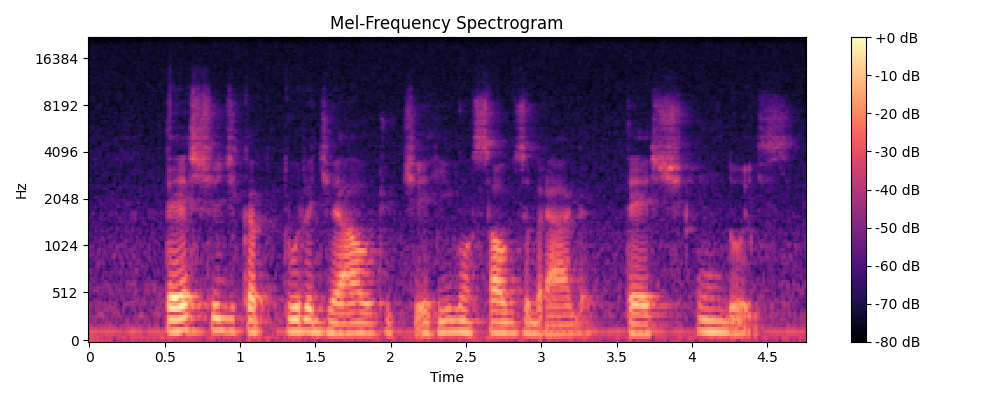 Mel-Frequency Spectrogram
16384
8192
4096
2048
1024
512
0
Hz
0 0.5 1 1.5 2 2.5 3 3.5 4 4.5
Time
+0 dB
-10 dB
-20 dB
-30 dB
-40 dB
-50 dB
-60 dB
-70 dB
-80 dB